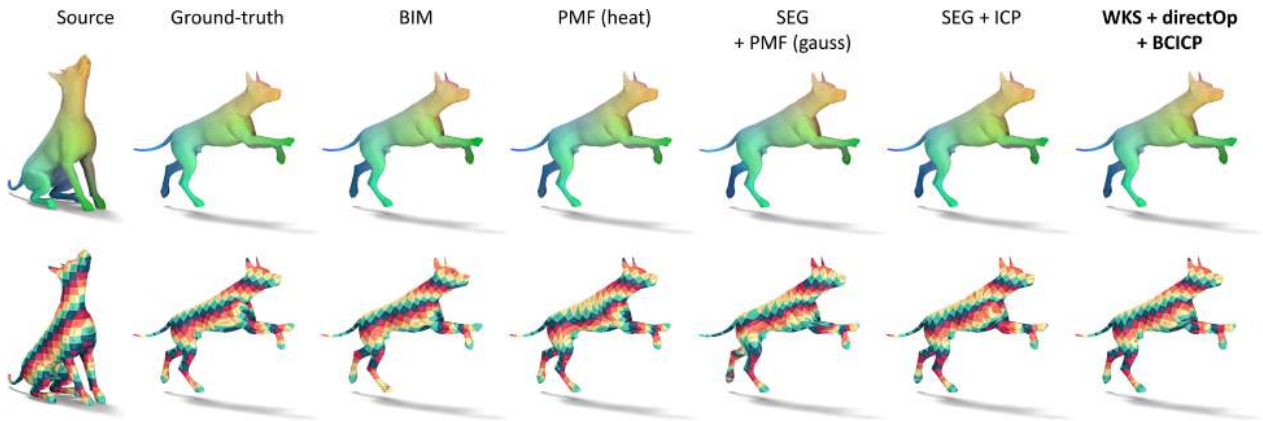 Source
Ground-truth
BIM
PMF (heat)
SEG
+ PMF (gauss)
SEG + ICP
WKS + directOp
+ BCICP